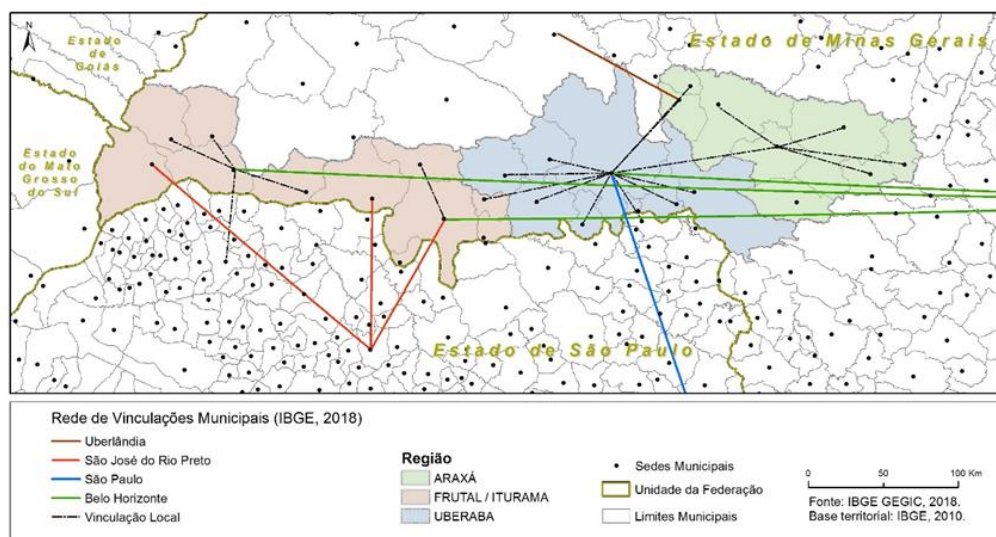 N
Estado
de
Goiás
Estado de Minas Gerais
Estado
do Mato
Grosso
do Sul
Estado de São Paulo
Rede de Vinculações Municipais (IBGE, 2018)
Uberlândia
São José do Rio Preto
São Paulo
Belo Horizonte
Vinculação Local
Região
ARAXÁ
FRUTAL / ITURAMA
UBERABA
Sedes Municipais
Unidade da Federação
Limites Municipais
0 50 100 Km
Fonte: IBGE GEGIC, 2018.
Base territorial: IBGE, 2010.